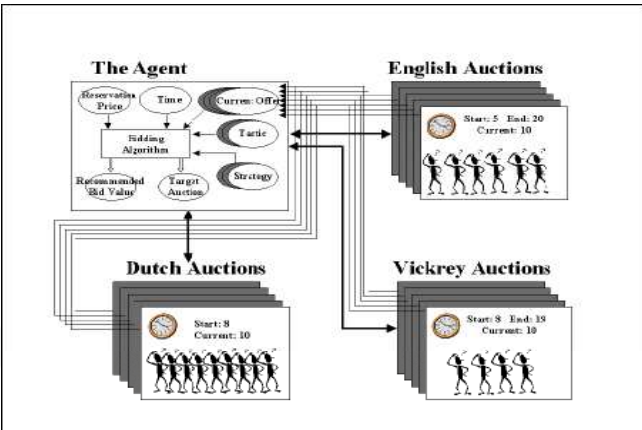 The Agent
English Auctions
Reservation
Price
Time
Current Offer
Tactic
Bidding
Algorithm
Strategy
Recommended
Bid Value
Target
Auction
Start: 5 End: 20
Current: 10
Dutch Auctions
Vickrey Auctions
Start: 8
Current: 10
Start: 8 End: 19
Current: 10